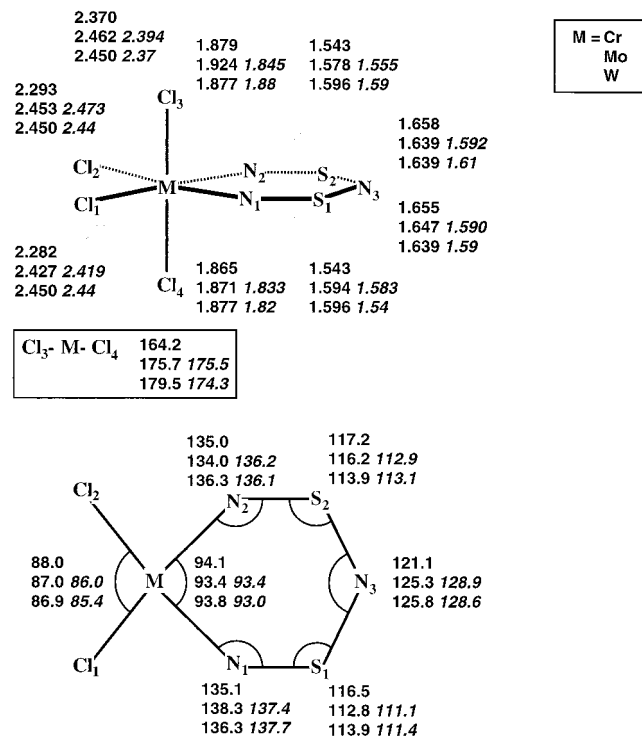 2.370
2.462 2.394
2.450 2.37
1.879
1.924 1.845
1.877 1.88
1.543
1.578 1.555
1.596 1.59
M = Cr
Mo
W
2.293
2.453 2.473
2.450 2.44
Cl3
1.658
1.639 1.592
1.639 1.61
Cl2
N2
S2
M
N3
Cl1
N1
S1
1.655
1.647 1.590
1.639 1.59
2.282
2.427 2.419
2.450 2.44
Cl4
1.865
1.871 1.833
1.877 1.82
1.543
1.594 1.583
1.596 1.54
Cl3- M- Cl4
164.2
175.7 175.5
179.5 174.3
135.0
134.0 136.2
136.3 136.1
117.2
116.2 112.9
113.9 113.1
Cl2
N2
S2
88.0
87.0 86.0
86.9 85.4
M
94.1
93.4 93.4
93.8 93.0
N3
121.1
125.3 128.9
125.8 128.6
Cl1
N1
S1
135.1
138.3 137.4
136.3 137.7
116.5
112.8 111.1
113.9 111.4